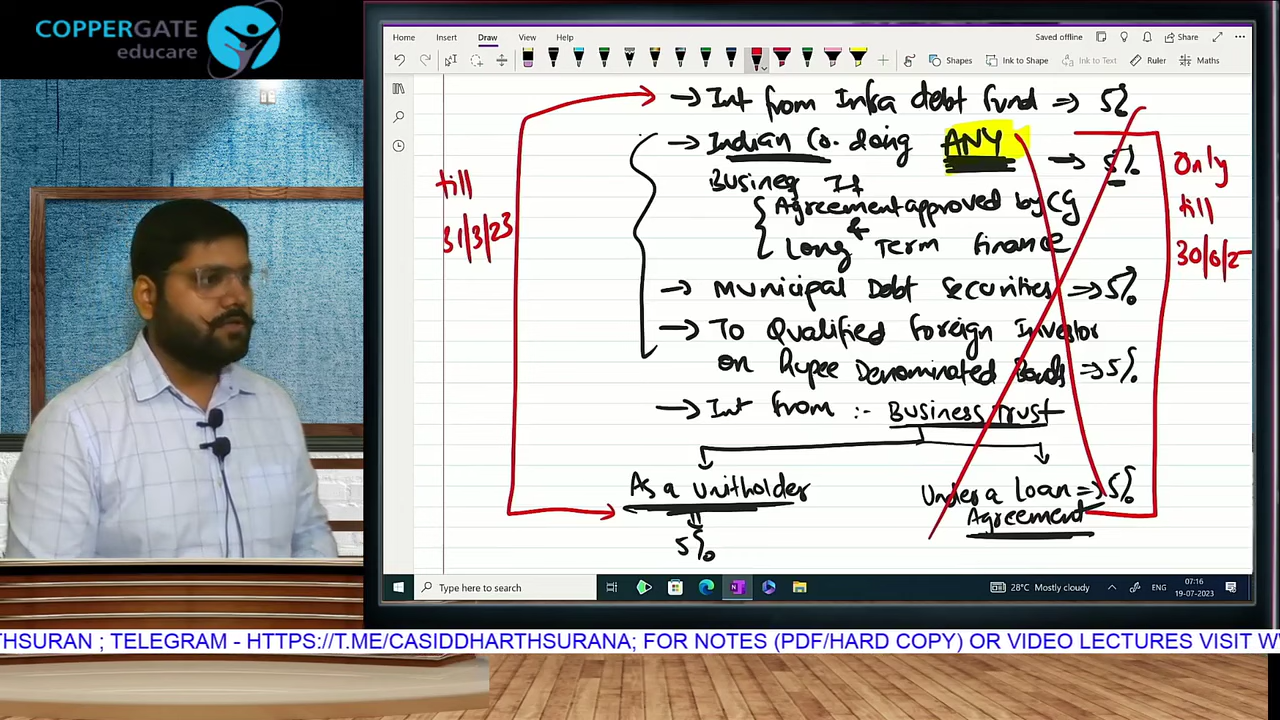 COPPERGATE
educare
Home Insert Draw View Help
Saved offline
Share
Shapes
Ink to Shape
Ink to Text
Ruler
Maths
→ Int from Infra debt fund ⇒ 5%
→ Indian Co. doing ANY
Business If → 5%
Agreement approved by CG
&
Long Term finance
→ Municipal Debt Securities ⇒ 5%
→ To Qualified Foreign Investor
on Rupee Denominated Bonds ⇒ 5%
→ Int from :- Business Trust
As a unitholder
5%
Under a loan ⇒ 5%
Agreement
till
31/3/23
Only
till
30/6/2
Type here to search
28°C Mostly cloudy
ENG
07:16
19-07-2023
THSURAN ; TELEGRAM - HTTPS://T.ME/CASIDDHARTHSURANA; FOR NOTES (PDF/HARD COPY) OR VIDEO LECTURES VISIT W